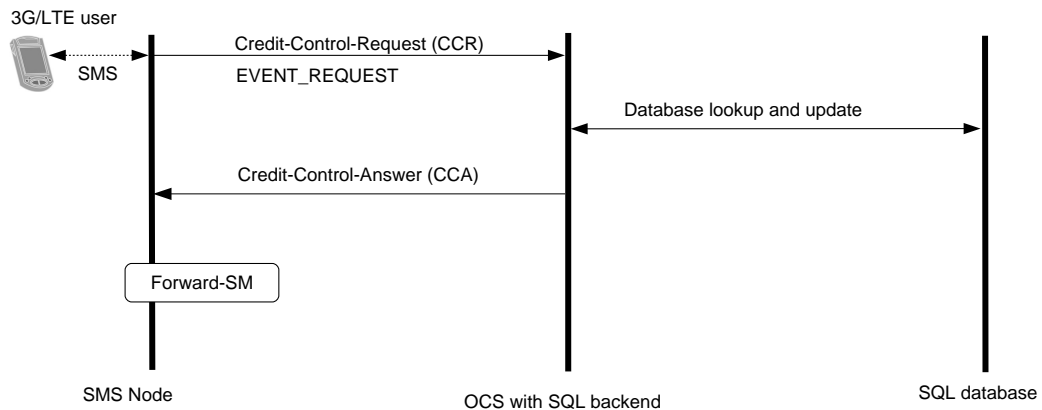 3G/LTE user
Credit-Control-Request (CCR)
SMS
EVENT_REQUEST
Database lookup and update
Credit-Control-Answer (CCA)
Forward-SM
SMS Node
OCS with SQL backend
SQL database